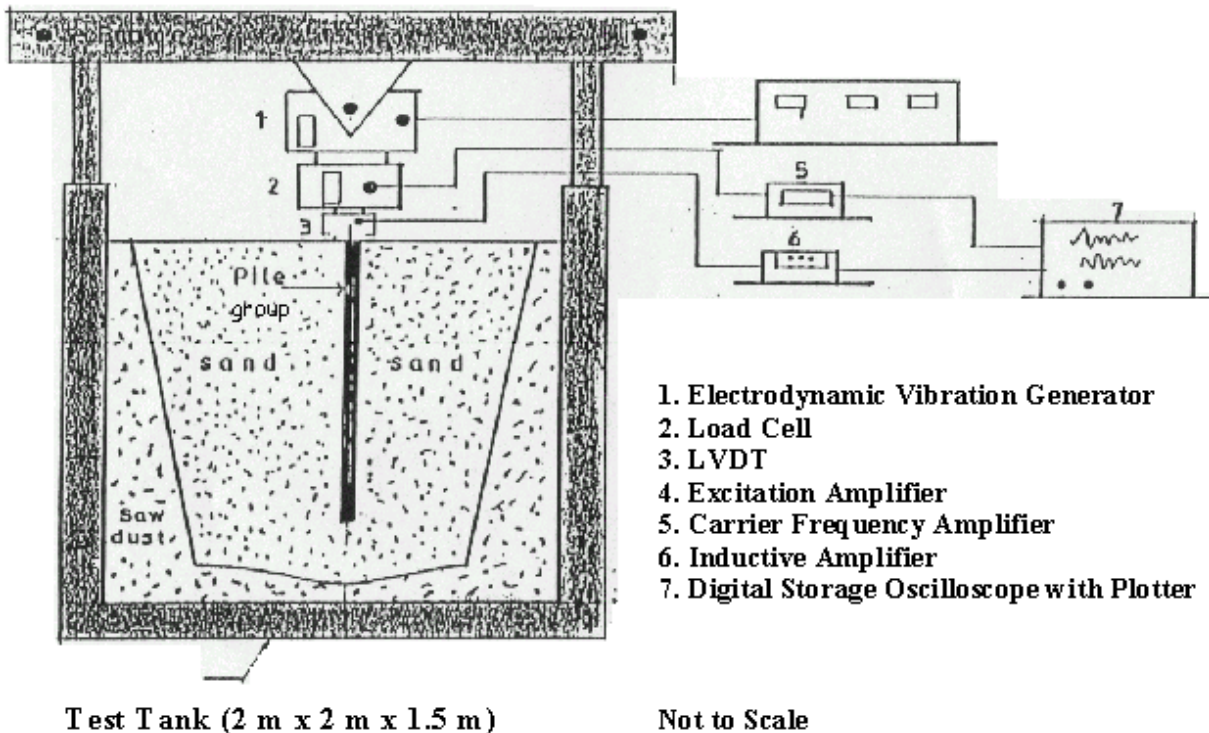 1
2
3
5
6
7
Pile
group
sand
sand
Saw
dust
1. Electrodynamic Vibration Generator
2. Load Cell
3. LVDT
4. Excitation Amplifier
5. Carrier Frequency Amplifier
6. Inductive Amplifier
7. Digital Storage Oscilloscope with Plotter
Test Tank (2 m x 2 m x 1.5 m)
Not to Scale